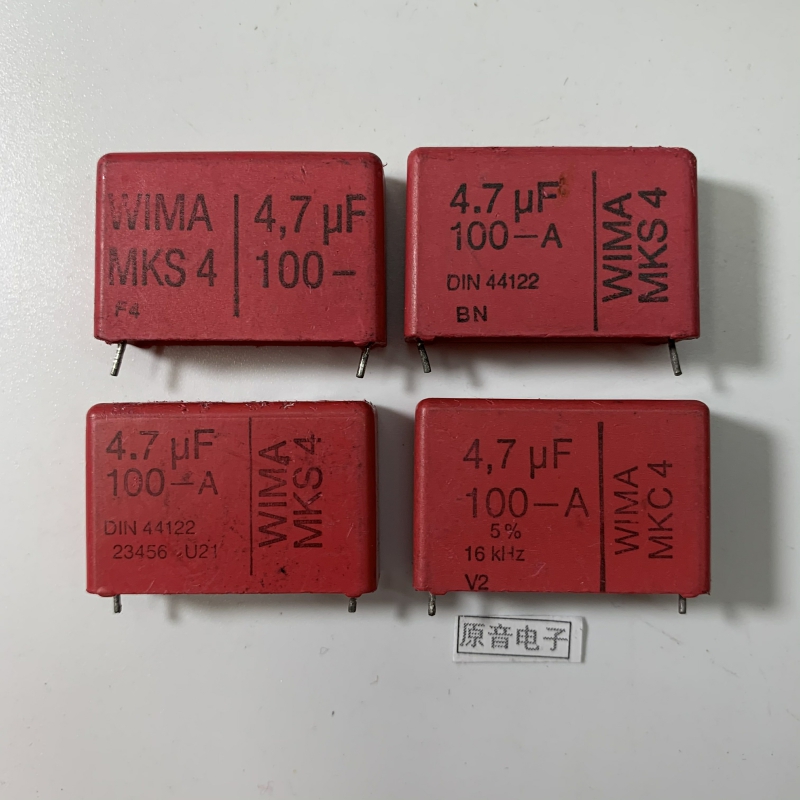 WIMA
MKS 4
4,7 µF
100–
F4
4.7 µF
100–A
DIN 44122
BN
WIMA
MKS 4
4.7 µF
100–A
DIN 44122
23456 U21
WIMA
MKS 4
4,7 µF
100–A
5%
16 kHz
V2
WIMA
MKC 4
原音电子